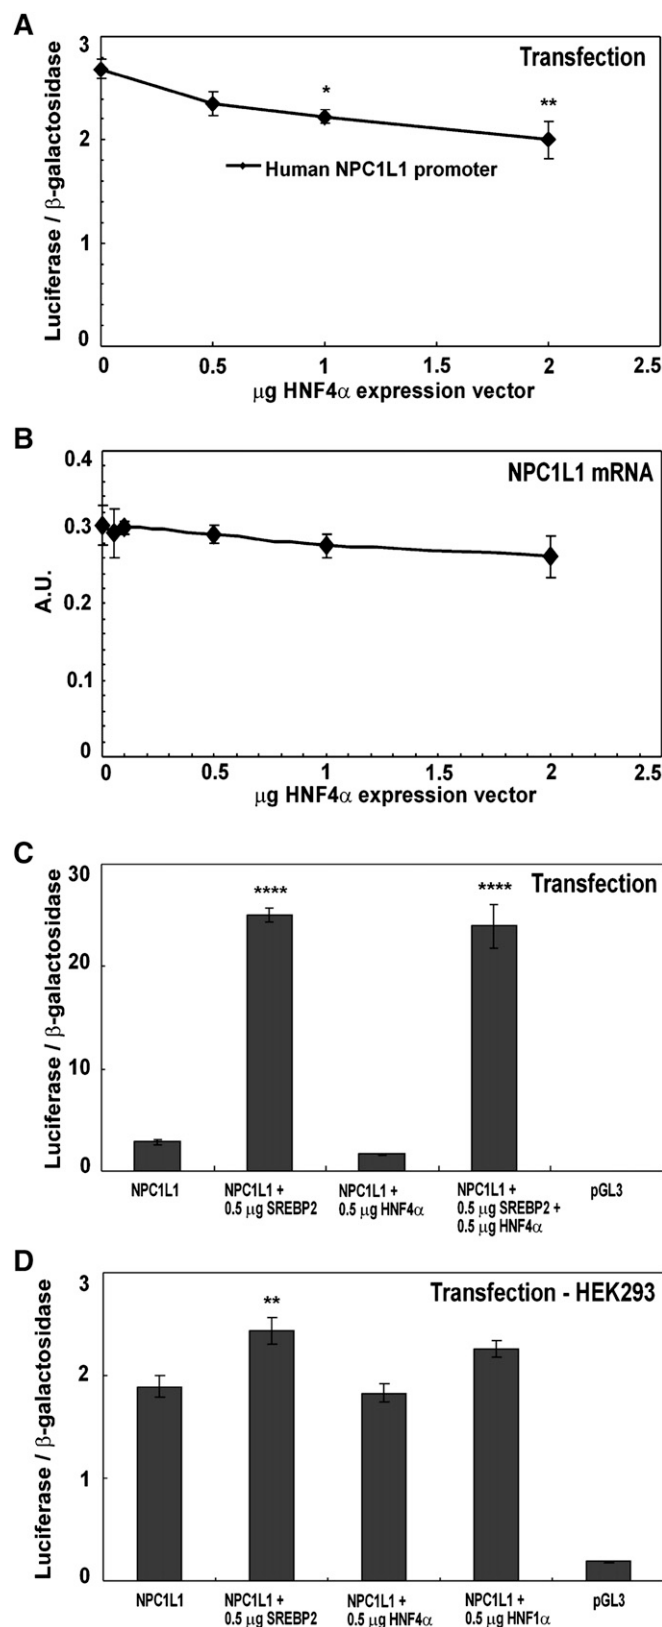 A
Transfection
Luciferase / β-galactosidase
3
2
1
0
*
**
Human NPC1L1 promoter
0 0.5 1 1.5 2 2.5
µg HNF4α expression vector
B
NPC1L1 mRNA
A.U.
0.4
0.3
0.2
0.1
0
0 0.5 1 1.5 2 2.5
µg HNF4α expression vector
C
Transfection
Luciferase / β-galactosidase
30
20
10
0
****
****
NPC1L1
NPC1L1 +
0.5 µg SREBP2
NPC1L1 +
0.5 µg HNF4α
NPC1L1 +
0.5 µg SREBP2 +
0.5 µg HNF4α
pGL3
D
Transfection - HEK293
Luciferase / β-galactosidase
3
2
1
0
**
NPC1L1
NPC1L1 +
0.5 µg SREBP2
NPC1L1 +
0.5 µg HNF4α
NPC1L1 +
0.5 µg HNF1α
pGL3